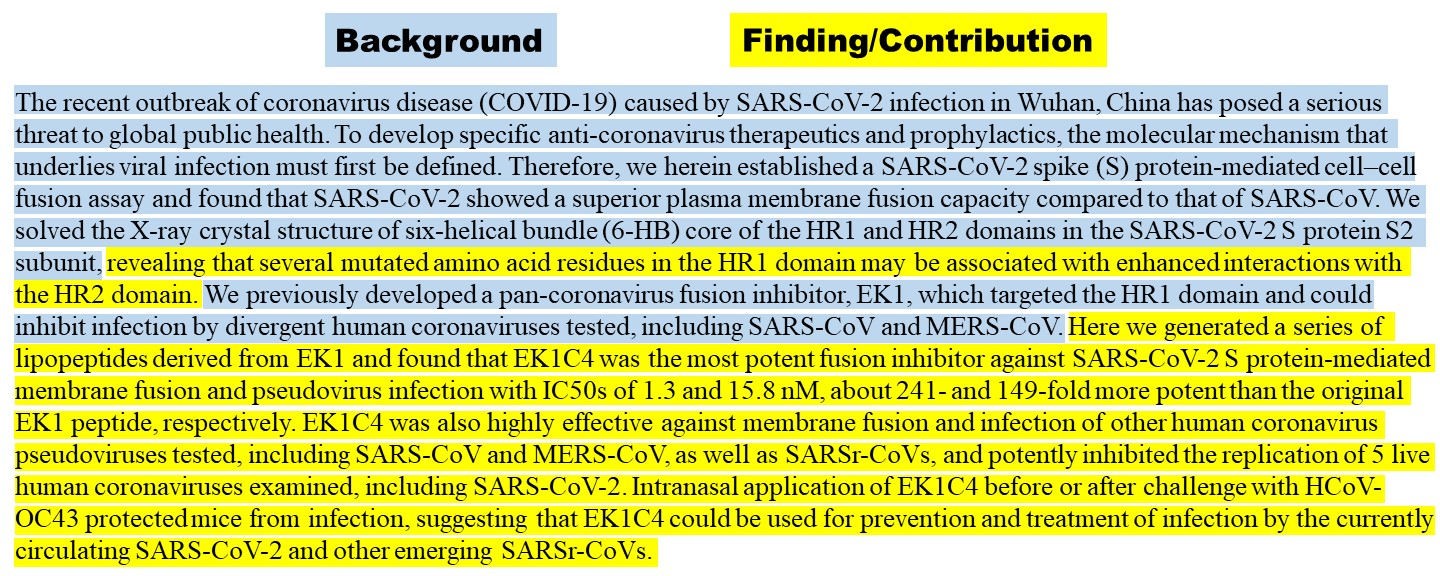 Background Finding/Contribution
The recent outbreak of coronavirus disease (COVID-19) caused by SARS-CoV-2 infection in Wuhan, China has posed a serious
threat to global public health. To develop specific anti-coronavirus therapeutics and prophylactics, the molecular mechanism that
underlies viral infection must first be defined. Therefore, we herein established a SARS-CoV-2 spike (S) protein-mediated cell–cell
fusion assay and found that SARS-CoV-2 showed a superior plasma membrane fusion capacity compared to that of SARS-CoV. We
solved the X-ray crystal structure of six-helical bundle (6-HB) core of the HR1 and HR2 domains in the SARS-CoV-2 S protein S2
subunit, revealing that several mutated amino acid residues in the HR1 domain may be associated with enhanced interactions with
the HR2 domain. We previously developed a pan-coronavirus fusion inhibitor, EK1, which targeted the HR1 domain and could
inhibit infection by divergent human coronaviruses tested, including SARS-CoV and MERS-CoV. Here we generated a series of
lipopeptides derived from EK1 and found that EK1C4 was the most potent fusion inhibitor against SARS-CoV-2 S protein-mediated
membrane fusion and pseudovirus infection with IC50s of 1.3 and 15.8 nM, about 241- and 149-fold more potent than the original
EK1 peptide, respectively. EK1C4 was also highly effective against membrane fusion and infection of other human coronavirus
pseudoviruses tested, including SARS-CoV and MERS-CoV, as well as SARSr-CoVs, and potently inhibited the replication of 5 live
human coronaviruses examined, including SARS-CoV-2. Intranasal application of EK1C4 before or after challenge with HCoV-
OC43 protected mice from infection, suggesting that EK1C4 could be used for prevention and treatment of infection by the currently
circulating SARS-CoV-2 and other emerging SARSr-CoVs.